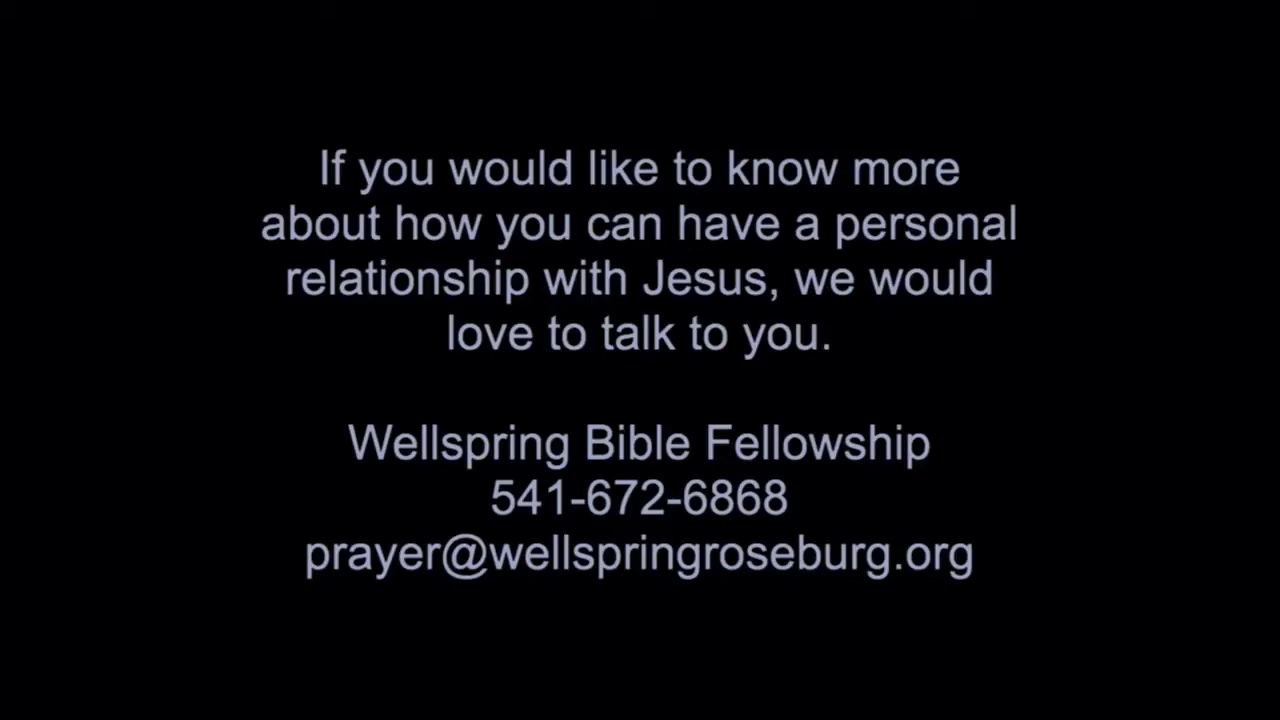 If you would like to know more
about how you can have a personal
relationship with Jesus, we would
love to talk to you.
Wellspring Bible Fellowship
541-672-6868
prayer@wellspringroseburg.org